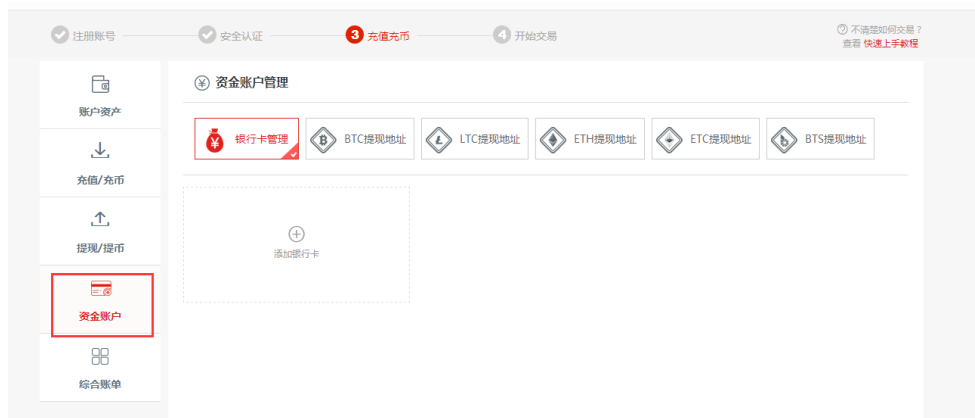 注册账号
安全认证
3 充值充币
4 开始交易
不清楚如何交易？
查看 快速上手教程
账户资产
充值/充币
提现/提币
资金账户
综合账单
资金账户管理
银行卡管理
BTC提现地址
LTC提现地址
ETH提现地址
ETC提现地址
BTS提现地址
添加银行卡